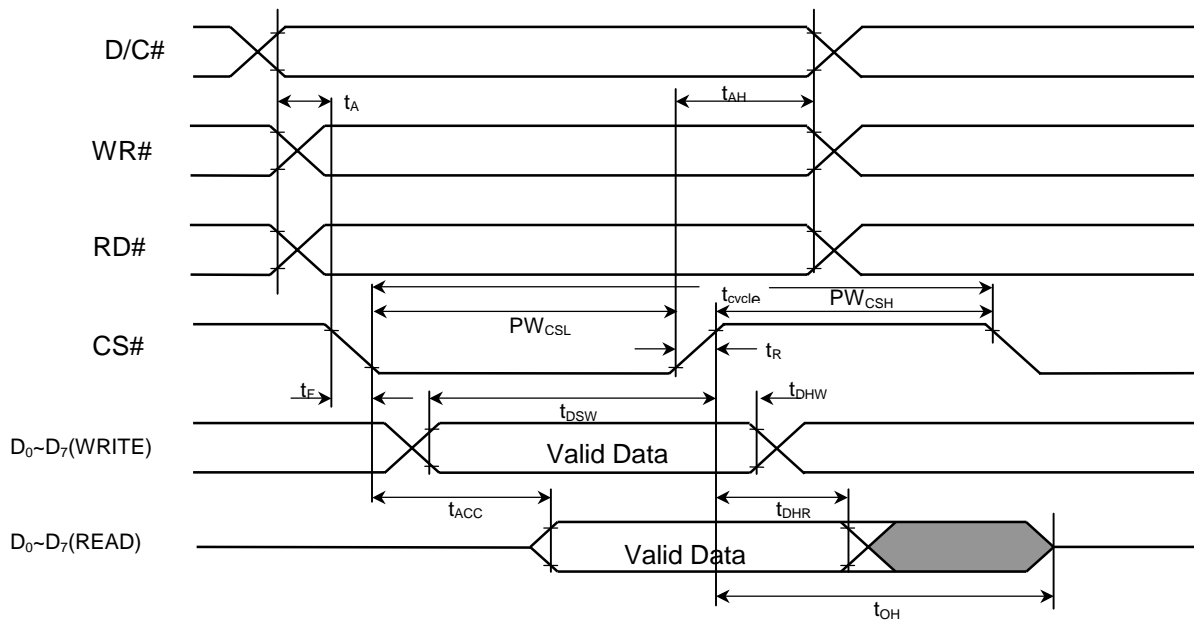 D/C#
tA
tAH
WR#
RD#
tcycle
PWCSH
PWCSL
CS#
tR
tF
tDHW
tDSW
D0~D7(WRITE)
Valid Data
tACC
tDHR
D0~D7(READ)
Valid Data
tOH